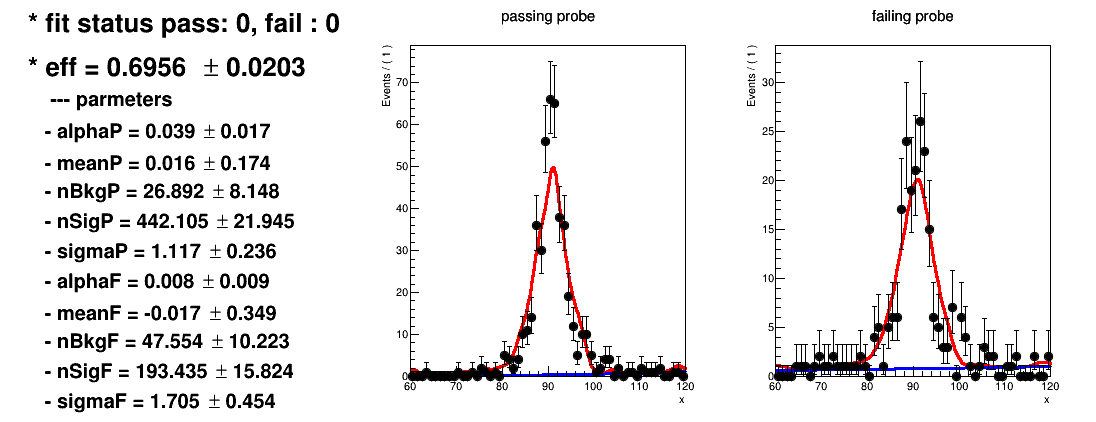 * fit status pass: 0, fail : 0
* eff = 0.6956 ± 0.0203
--- parmeters
- alphaP = 0.039 ± 0.017
- meanP = 0.016 ± 0.174
- nBkgP = 26.892 ± 8.148
- nSigP = 442.105 ± 21.945
- sigmaP = 1.117 ± 0.236
- alphaF = 0.008 ± 0.009
- meanF = -0.017 ± 0.349
- nBkgF = 47.554 ± 10.223
- nSigF = 193.435 ± 15.824
- sigmaF = 1.705 ± 0.454
passing probe
Events / ( 1 )
70
60
50
40
30
20
10
0
60 70 80 90 100 110 120
x
failing probe
Events / ( 1 )
30
25
20
15
10
5
0
60 70 80 90 100 110 120
x